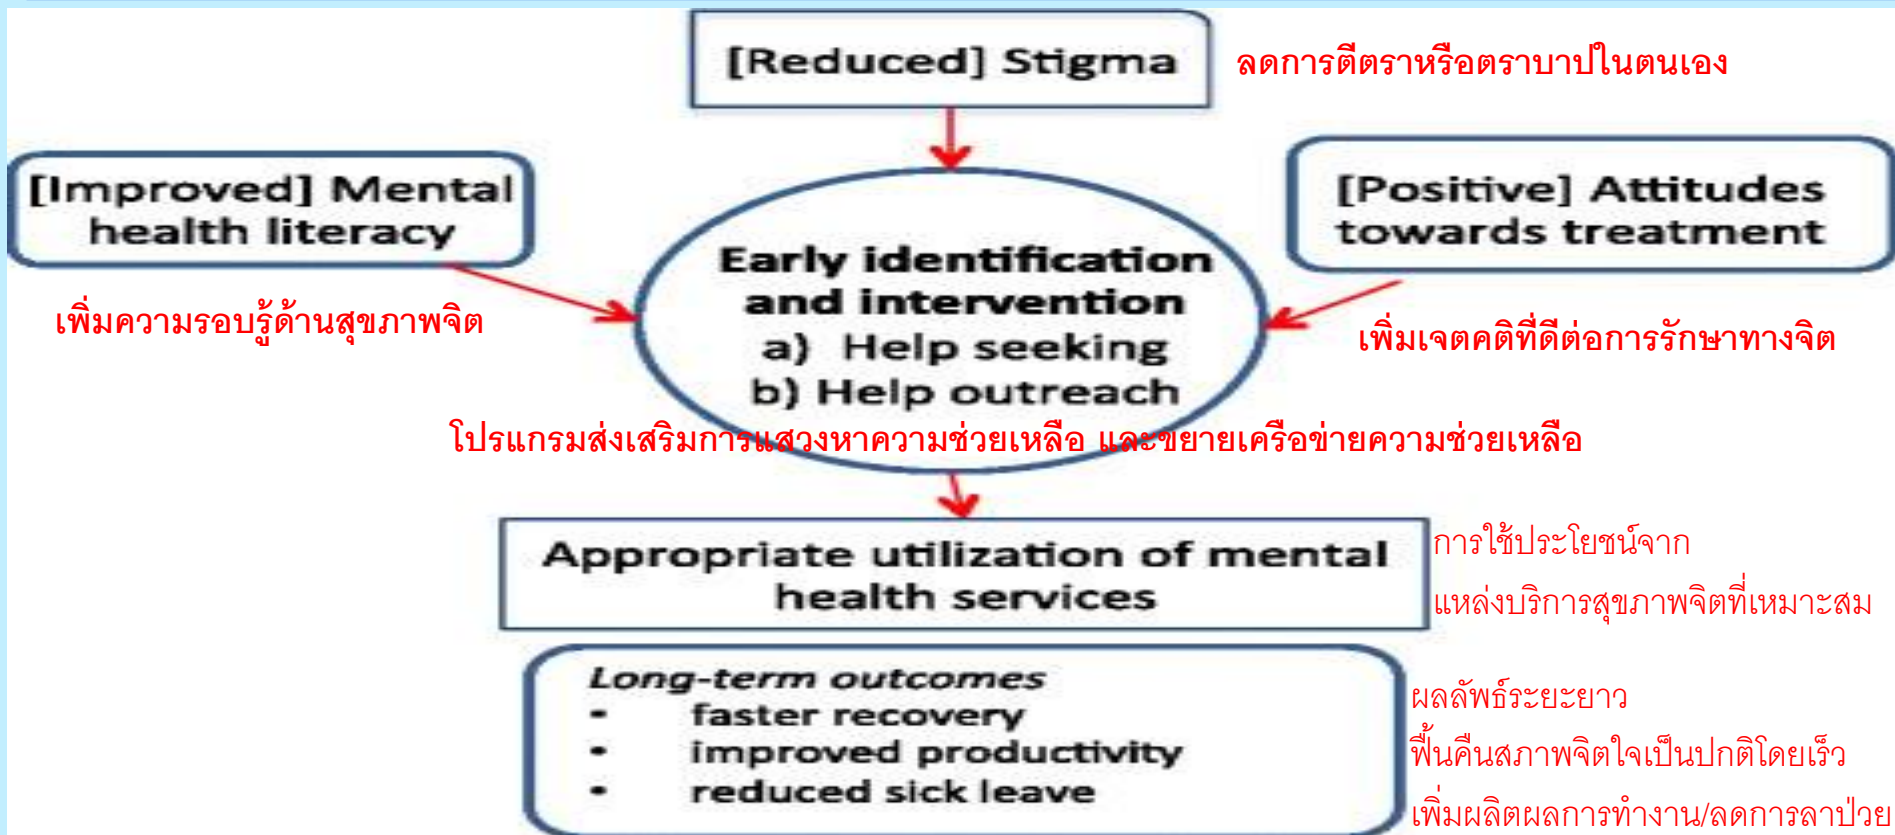 [Reduced] Stigma
ลดการตีตราหรือตราบาปในตนเอง
[Improved] Mental
health literacy
เพิ่มความรอบรู้ด้านสุขภาพจิต
[Positive] Attitudes
towards treatment
เพิ่มเจตคติที่ดีต่อการรักษาทางจิต
Early identification
and intervention
a) Help seeking
b) Help outreach
โปรแกรมส่งเสริมการแสวงหาความช่วยเหลือ และขยายเครือข่ายความช่วยเหลือ
Appropriate utilization of mental
health services
การใช้ประโยชน์จาก
แหล่งบริการสุขภาพจิตที่เหมาะสม
Long-term outcomes
• faster recovery
• improved productivity
• reduced sick leave
ผลลัพธ์ระยะยาว
ฟื้นคืนสภาพจิตใจเป็นปกติโดยเร็ว
เพิ่มผลิตผลการทำงาน/ลดการลาป่วย